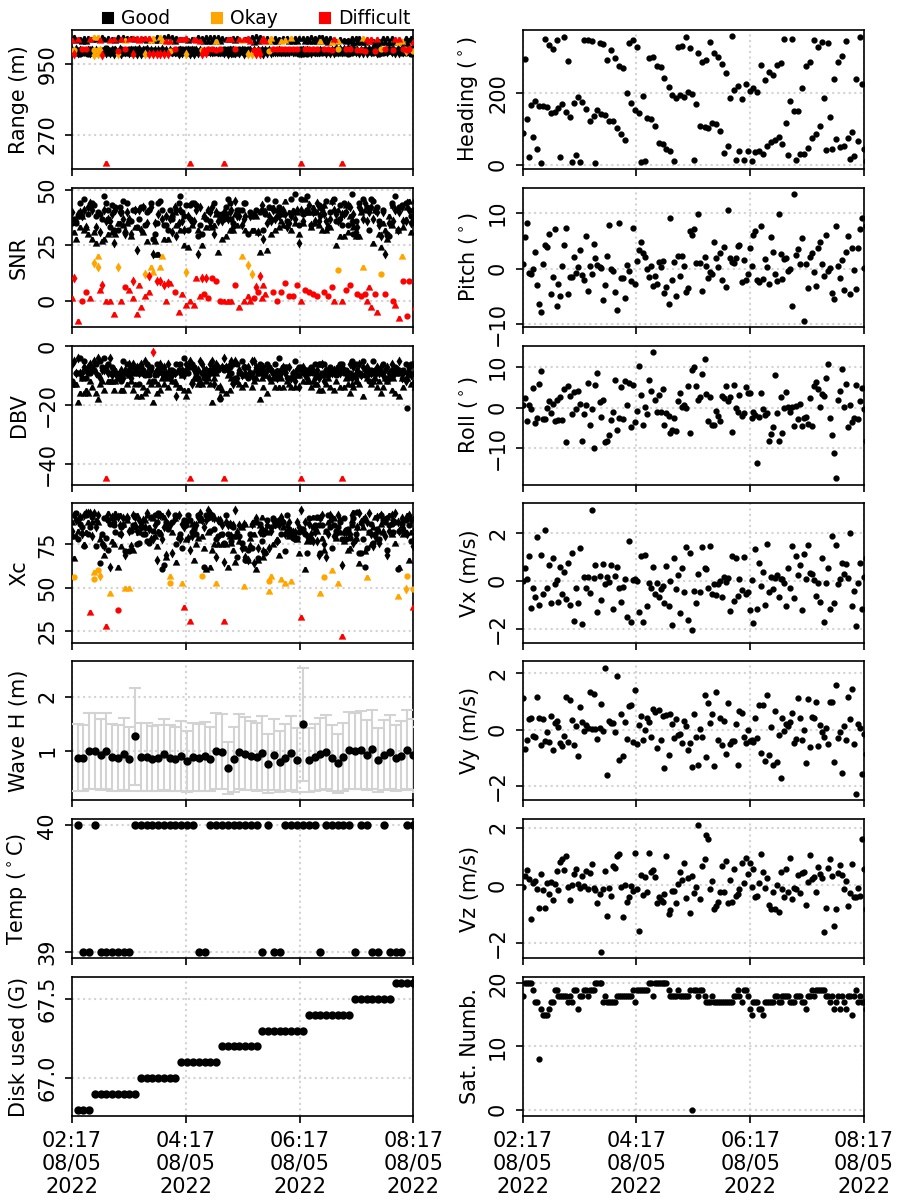 Good Okay Difficult
Range (m)
950
270
Heading (°)
200
0
SNR
50
25
0
Pitch (°)
10
0
−10
DBV
0
−20
−40
Roll (°)
10
0
−10
Xc
75
50
25
Vx (m/s)
2
0
−2
Wave H (m)
2
1
Vy (m/s)
2
0
−2
Temp (°C)
40
39
Vz (m/s)
2
0
−2
Disk used (G)
67.5
67.0
Sat. Numb.
20
10
0
02:17 04:17 06:17 08:17 02:17 04:17 06:17 08:17
08/05 08/05 08/05 08/05 08/05 08/05 08/05 08/05
2022 2022 2022 2022 2022 2022 2022 2022